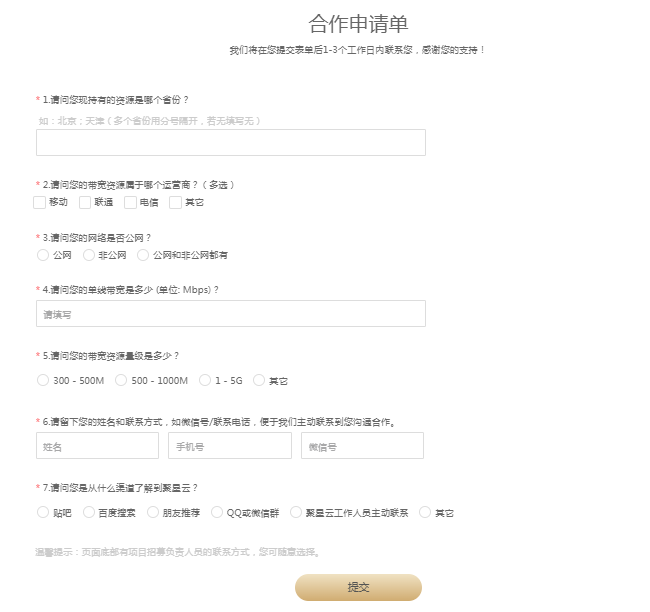 合作申请单
我们将在您提交表单后1-3个工作日内联系您，感谢您的支持！
* 1.请问您现持有的资源是哪个省份？
如：北京；天津（多个省份用分号隔开，若无填写无）
* 2.请问您的带宽资源属于哪个运营商？（多选）
移动 联通 电信 其它
* 3.请问您的网络是否公网？
公网 非公网 公网和非公网都有
* 4.请问您的单线带宽是多少 (单位: Mbps)？
请填写
* 5.请问您的带宽资源量级是多少？
300 - 500M 500 - 1000M 1 - 5G 其它
* 6.请留下您的姓名和联系方式，如微信号/联系电话，便于我们主动联系到您沟通合作。
姓名 手机号 微信号
* 7.请问您是从什么渠道了解到聚星云？
贴吧 百度搜索 朋友推荐 QQ或微信群 聚星云工作人员主动联系 其它
温馨提示：页面底部有项目招募负责人员的联系方式，您可随意选择。
提交